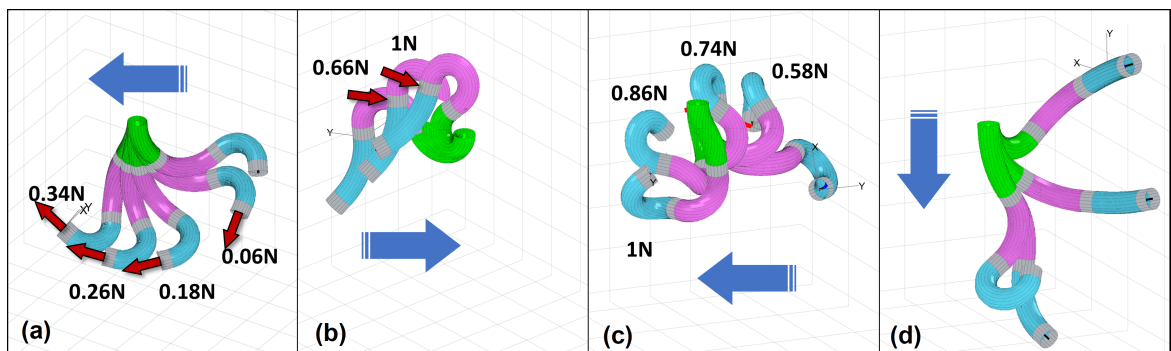 0.34N
X
Y
0.26N
0.18N
0.06N
(a)
1N
0.66N
Y
(b)
0.74N
0.58N
0.86N
X
Y
Y
1N
(c)
Y
X
(d)